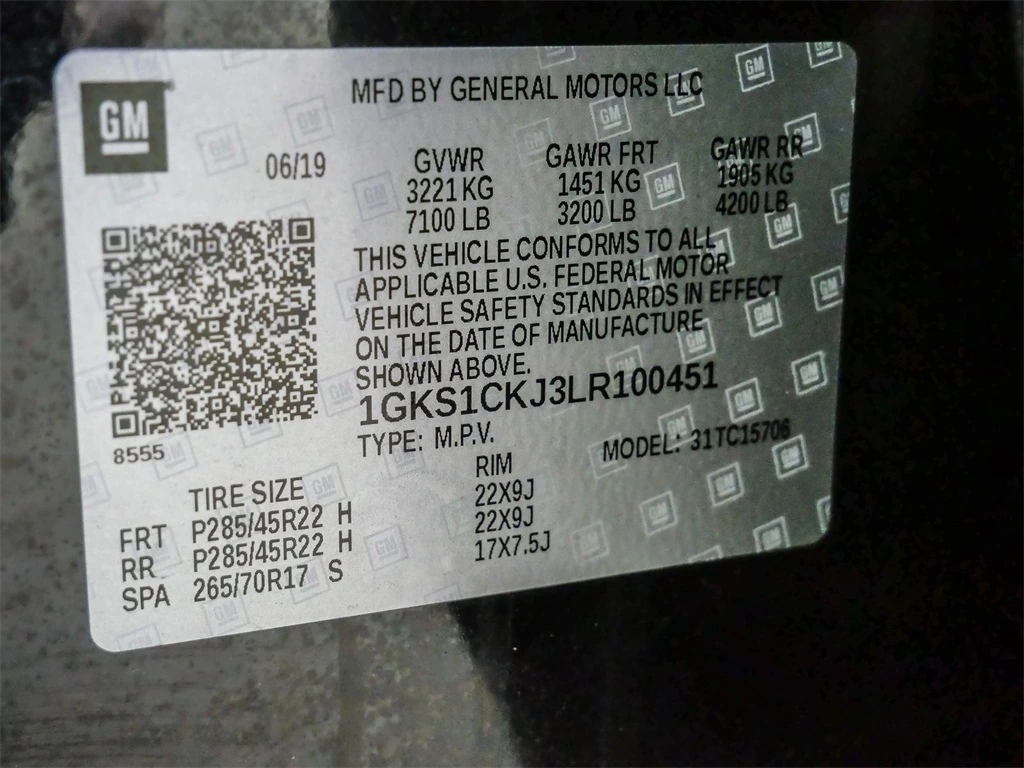 GM
MFD BY GENERAL MOTORS LLC
06/19
GVWR GAWR FRT GAWR RR
3221 KG 1451 KG 1905 KG
7100 LB 3200 LB 4200 LB
THIS VEHICLE CONFORMS TO ALL
APPLICABLE U.S. FEDERAL MOTOR
VEHICLE SAFETY STANDARDS IN EFFECT
ON THE DATE OF MANUFACTURE
SHOWN ABOVE.
1GKS1CKJ3LR100451
8555
TYPE: M.P.V. MODEL: 31TC15706
TIRE SIZE RIM
FRT P285/45R22 H 22X9J
RR P285/45R22 H 22X9J
SPA 265/70R17 S 17X7.5J